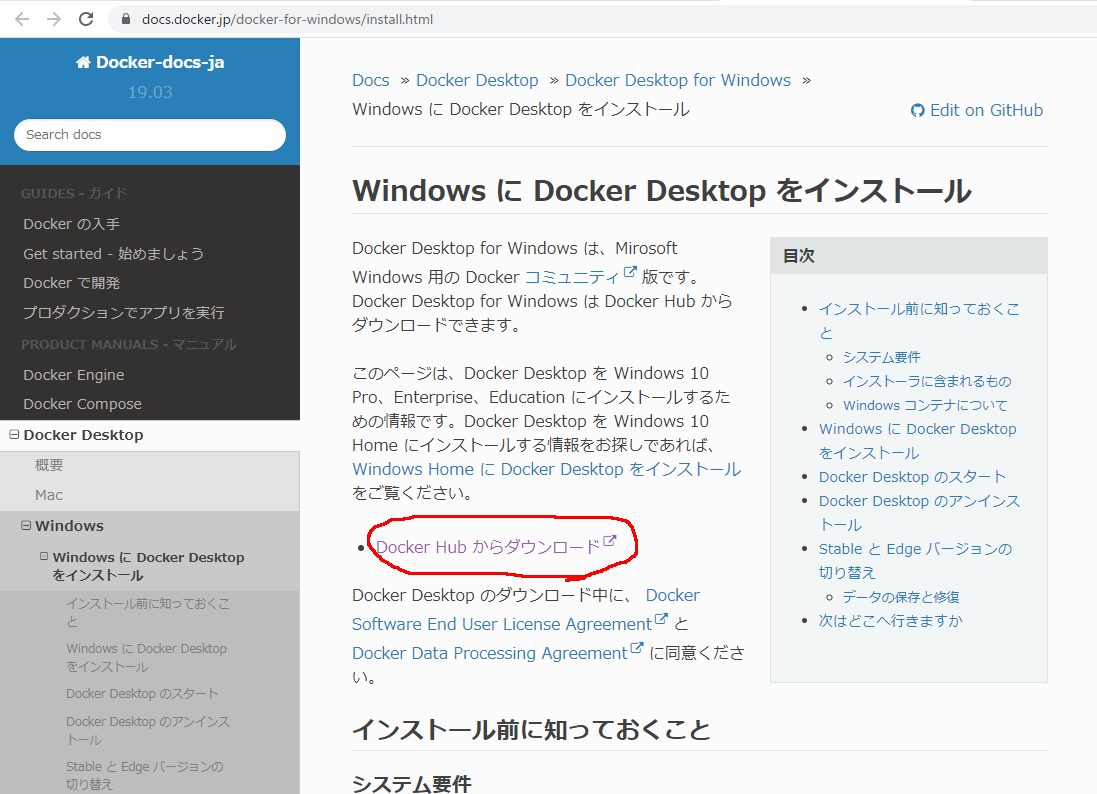 docs.docker.jp/docker-for-windows/install.html
Docker-docs-ja
19.03
Search docs
GUIDES - ガイド
Docker の入手
Get started - 始めましょう
Docker で開発
プロダクションでアプリを実行
PRODUCT MANUALS - マニュアル
Docker Engine
Docker Compose
Docker Desktop
概要
Mac
Windows
Windows に Docker Desktop
をインストール
インストール前に知っておくこ
と
Windows に Docker Desktop
をインストール
Docker Desktop のスタート
Docker Desktop のアンインス
トール
Stable と Edge バージョンの
切り替え
Docs » Docker Desktop » Docker Desktop for Windows »
Windows に Docker Desktop をインストール
Edit on GitHub
Windows に Docker Desktop をインストール
Docker Desktop for Windows は、Mirosoft
Windows 用の Docker コミュニティ 版です。
Docker Desktop for Windows は Docker Hub から
ダウンロードできます。
このページは、Docker Desktop を Windows 10
Pro、Enterprise、Education にインストールするた
めの情報です。Docker Desktop を Windows 10
Home にインストールする情報をお探しであれば、
Windows Home に Docker Desktop をインストール
をご覧ください。
• Docker Hub からダウンロード
Docker Desktop のダウンロード中に、 Docker
Software End User License Agreement と
Docker Data Processing Agreement に同意くださ
い。
目次
• インストール前に知っておくこ
と
システム要件
インストーラに含まれるもの
Windows コンテナについて
• Windows に Docker Desktop
をインストール
• Docker Desktop のスタート
• Docker Desktop のアンインス
トール
• Stable と Edge バージョンの
切り替え
データの保存と修復
• 次はどこへ行きますか
インストール前に知っておくこと
システム要件